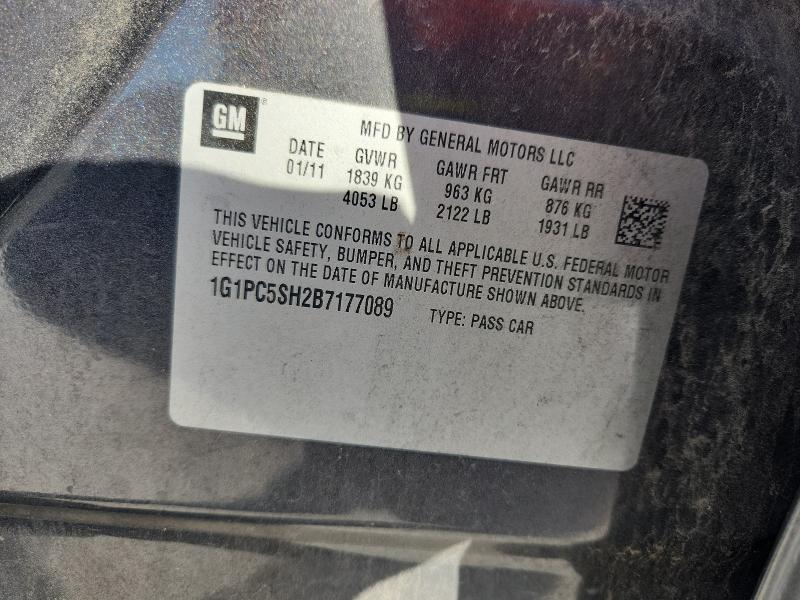 GM
MFD BY GENERAL MOTORS LLC
DATE GVWR GAWR FRT GAWR RR
01/11 1839 KG 963 KG 876 KG
4053 LB 2122 LB 1931 LB
THIS VEHICLE CONFORMS TO ALL APPLICABLE U.S. FEDERAL MOTOR
VEHICLE SAFETY, BUMPER, AND THEFT PREVENTION STANDARDS IN
EFFECT ON THE DATE OF MANUFACTURE SHOWN ABOVE.
1G1PC5SH2B7177089 TYPE: PASS CAR